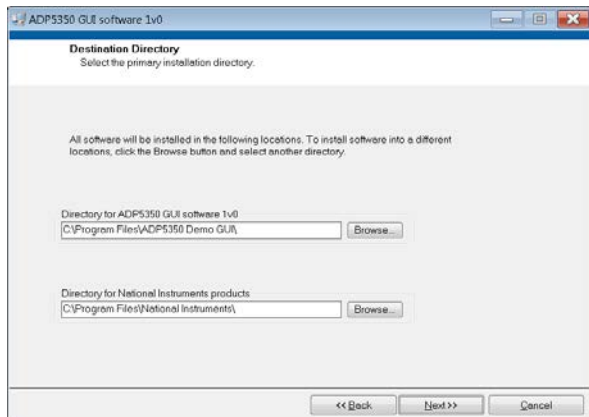 ADP5350 GUI software 1v0
Destination Directory
Select the primary installation directory.
All software will be installed in the following locations. To install software into a different
locations, click the Browse button and select another directory.
Directory for ADP5350 GUI software 1v0
C:\Program Files\ADP5350 Demo GUI\
Browse...
Directory for National Instruments products
C:\Program Files\National Instruments\
Browse...
<< Back
Next >>
Cancel